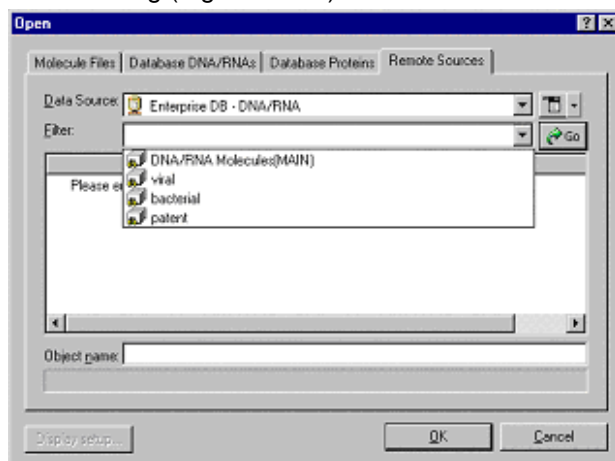 Open
Molecule Files Database DNA/RNAs Database Proteins Remote Sources
Data Source: Enterprise DB - DNA/RNA
Filter: Go
DNA/RNA Molecules(MAIN)
Please e
viral
bacterial
patent
Object name:
Display setup... OK Cancel